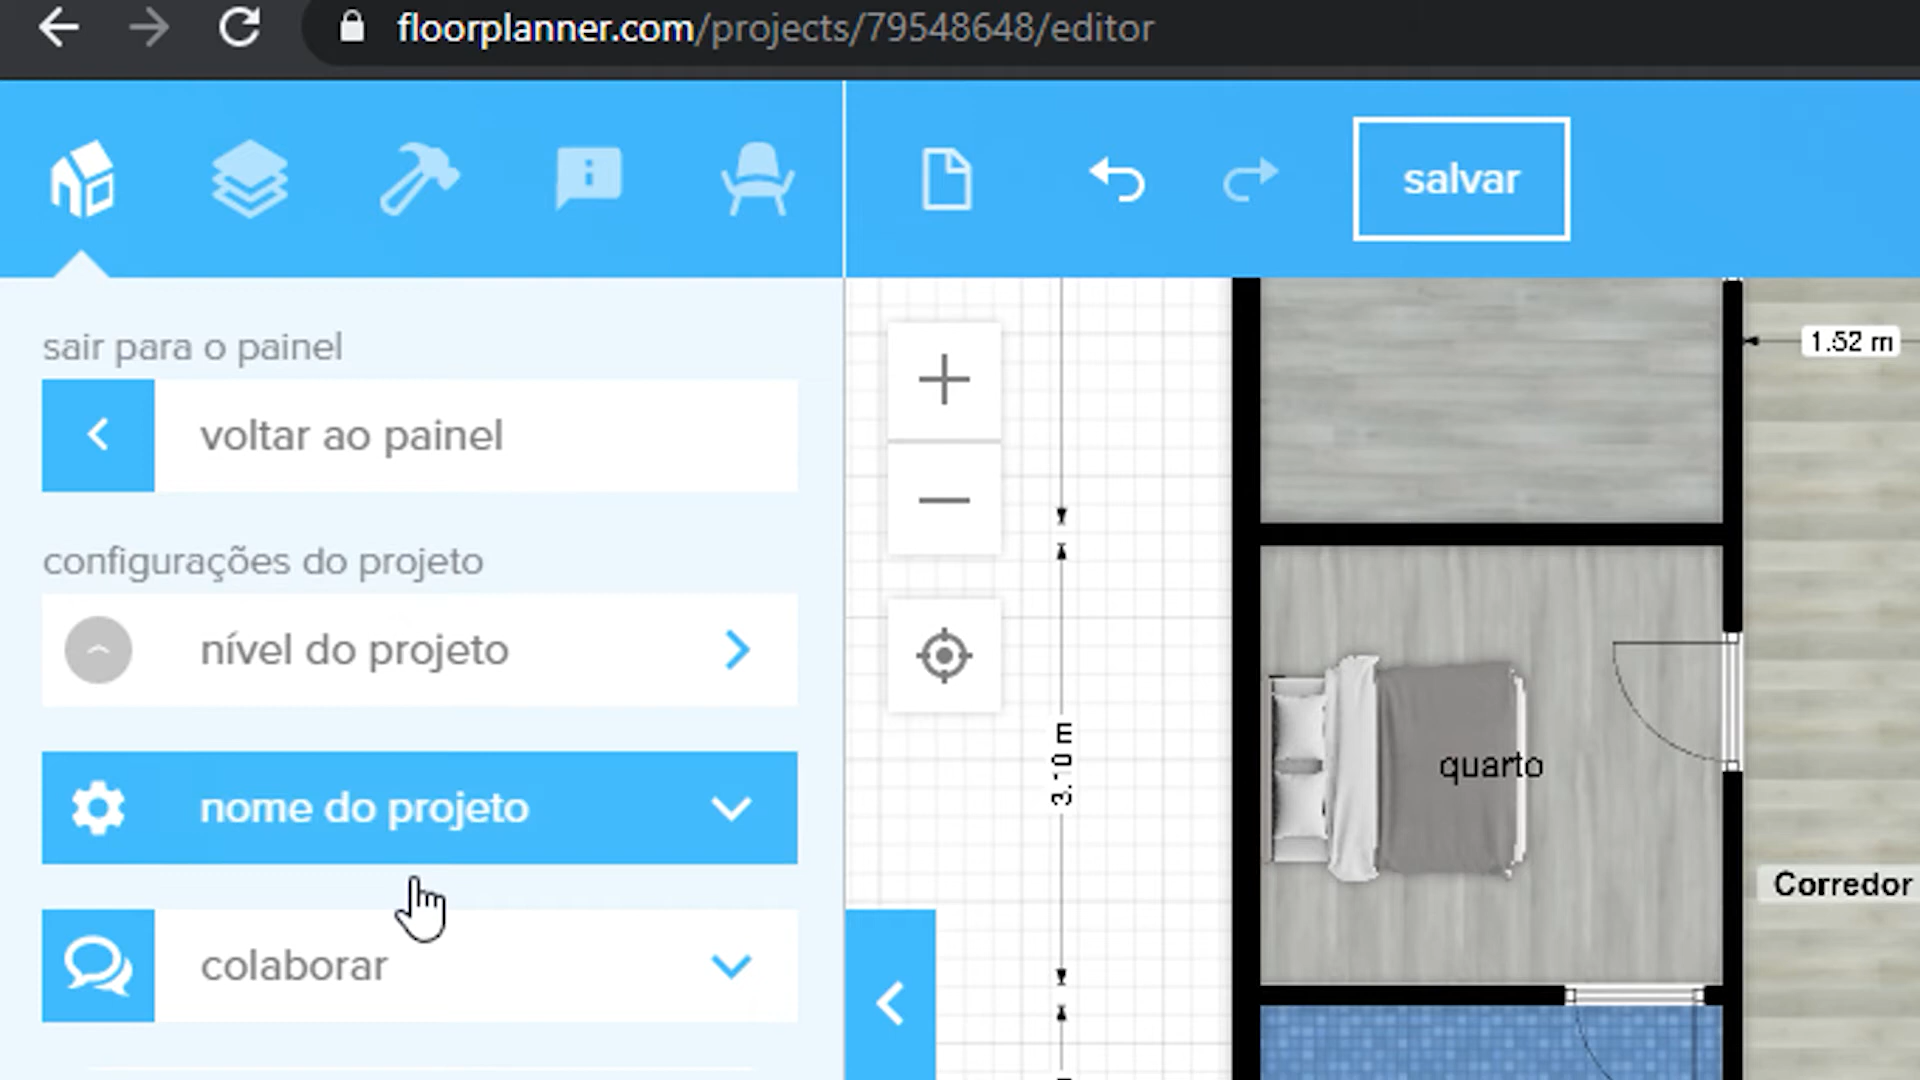 floorplanner.com/projects/79548648/editor
salvar
sair para o painel
voltar ao painel
configurações do projeto
nível do projeto
nome do projeto
colaborar
1.52 m
3.10 m
quarto
Corredor